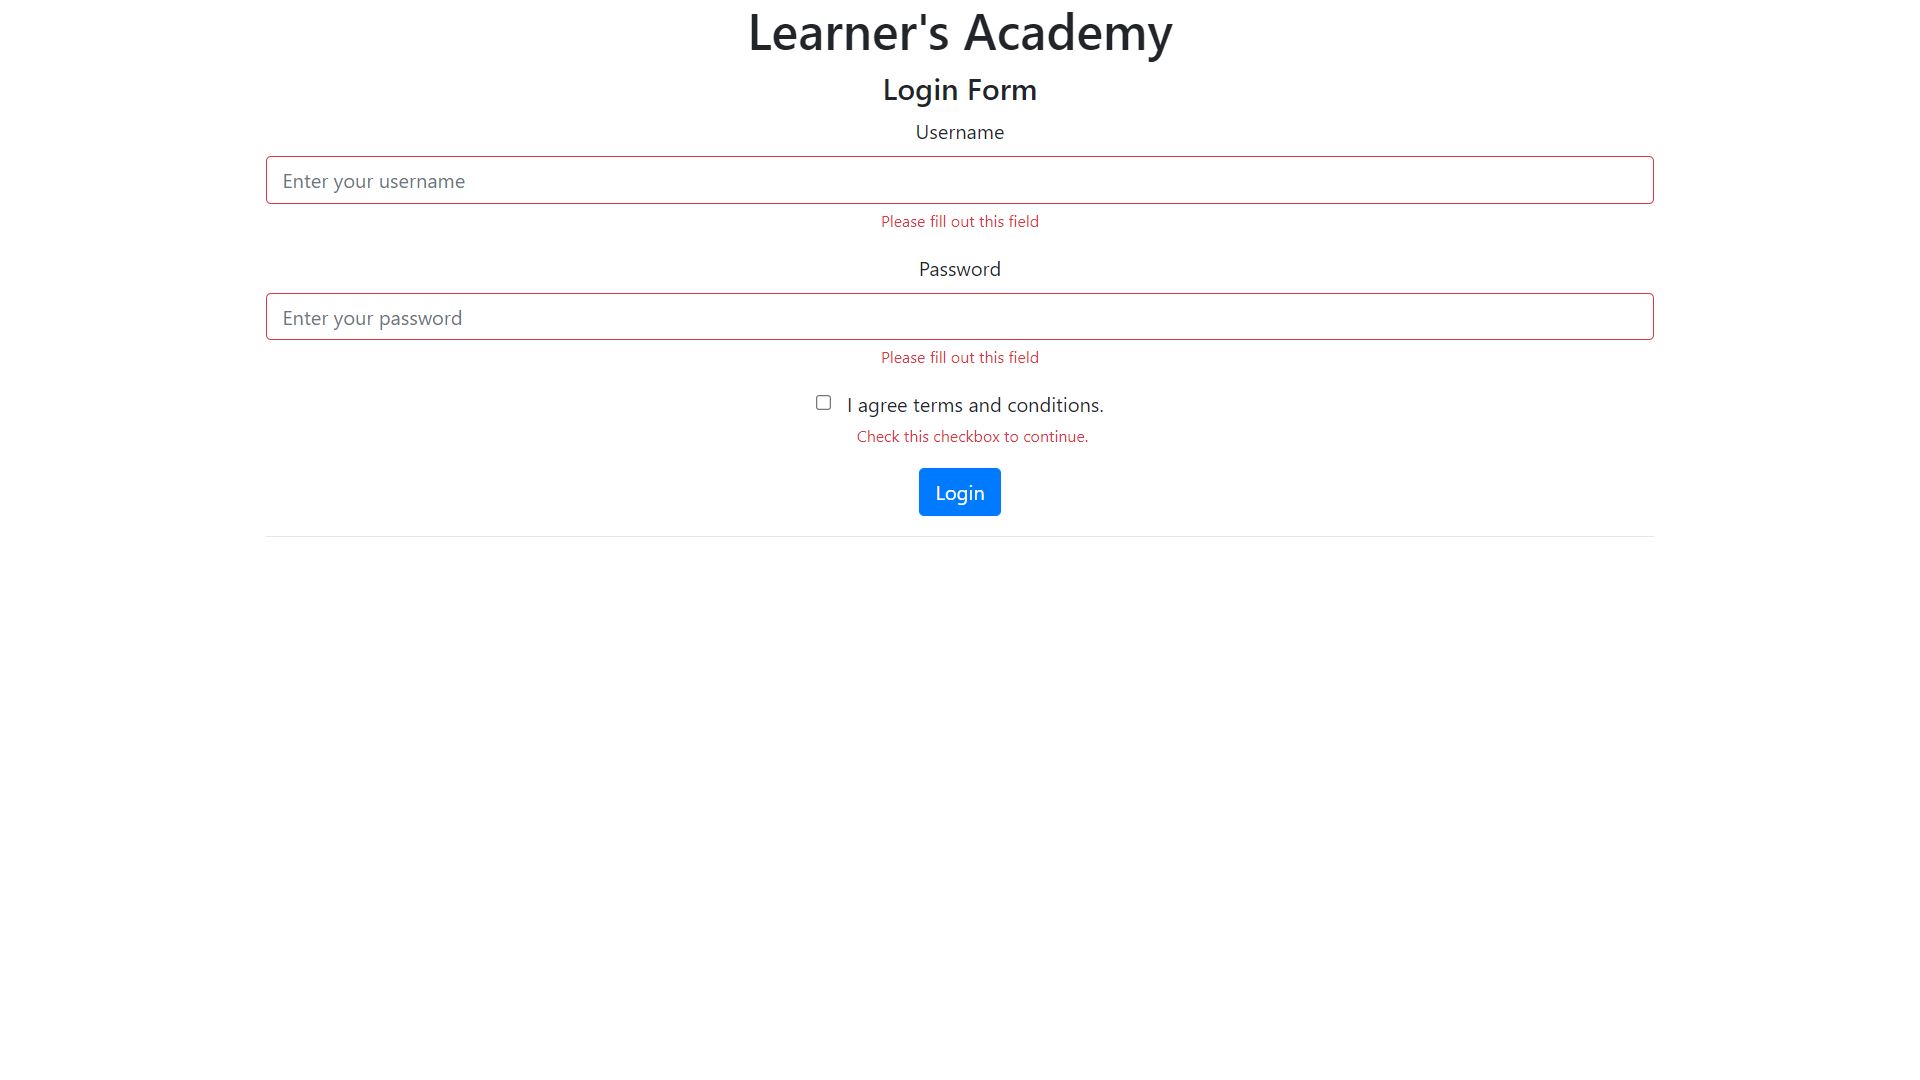 Learner's Academy
Login Form
Username
Enter your username
Please fill out this field
Password
Enter your password
Please fill out this field
I agree terms and conditions.
Check this checkbox to continue.
Login